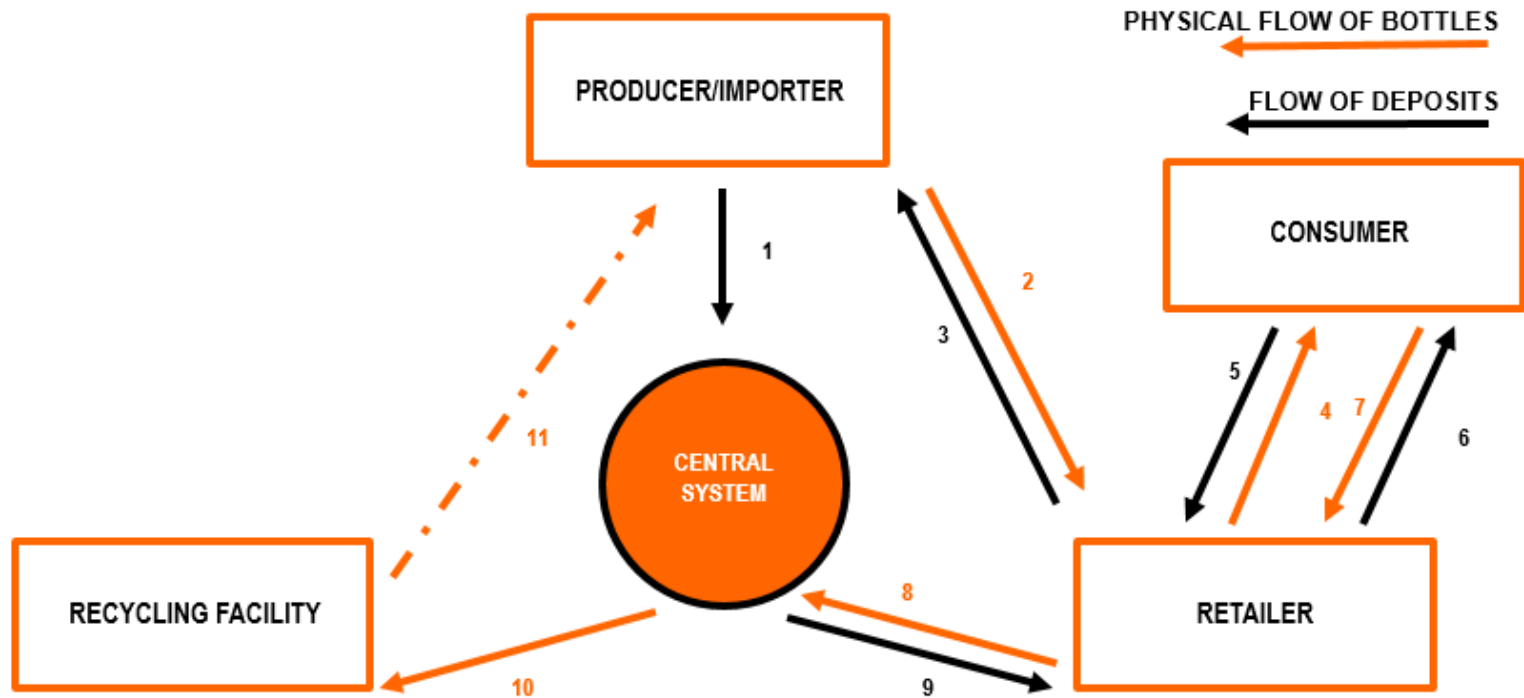 PHYSICAL FLOW OF BOTTLES
PRODUCER/IMPORTER
FLOW OF DEPOSITS
CONSUMER
1
2
3
5
4
7
6
11
CENTRAL
SYSTEM
8
RECYCLING FACILITY
RETAILER
10
9